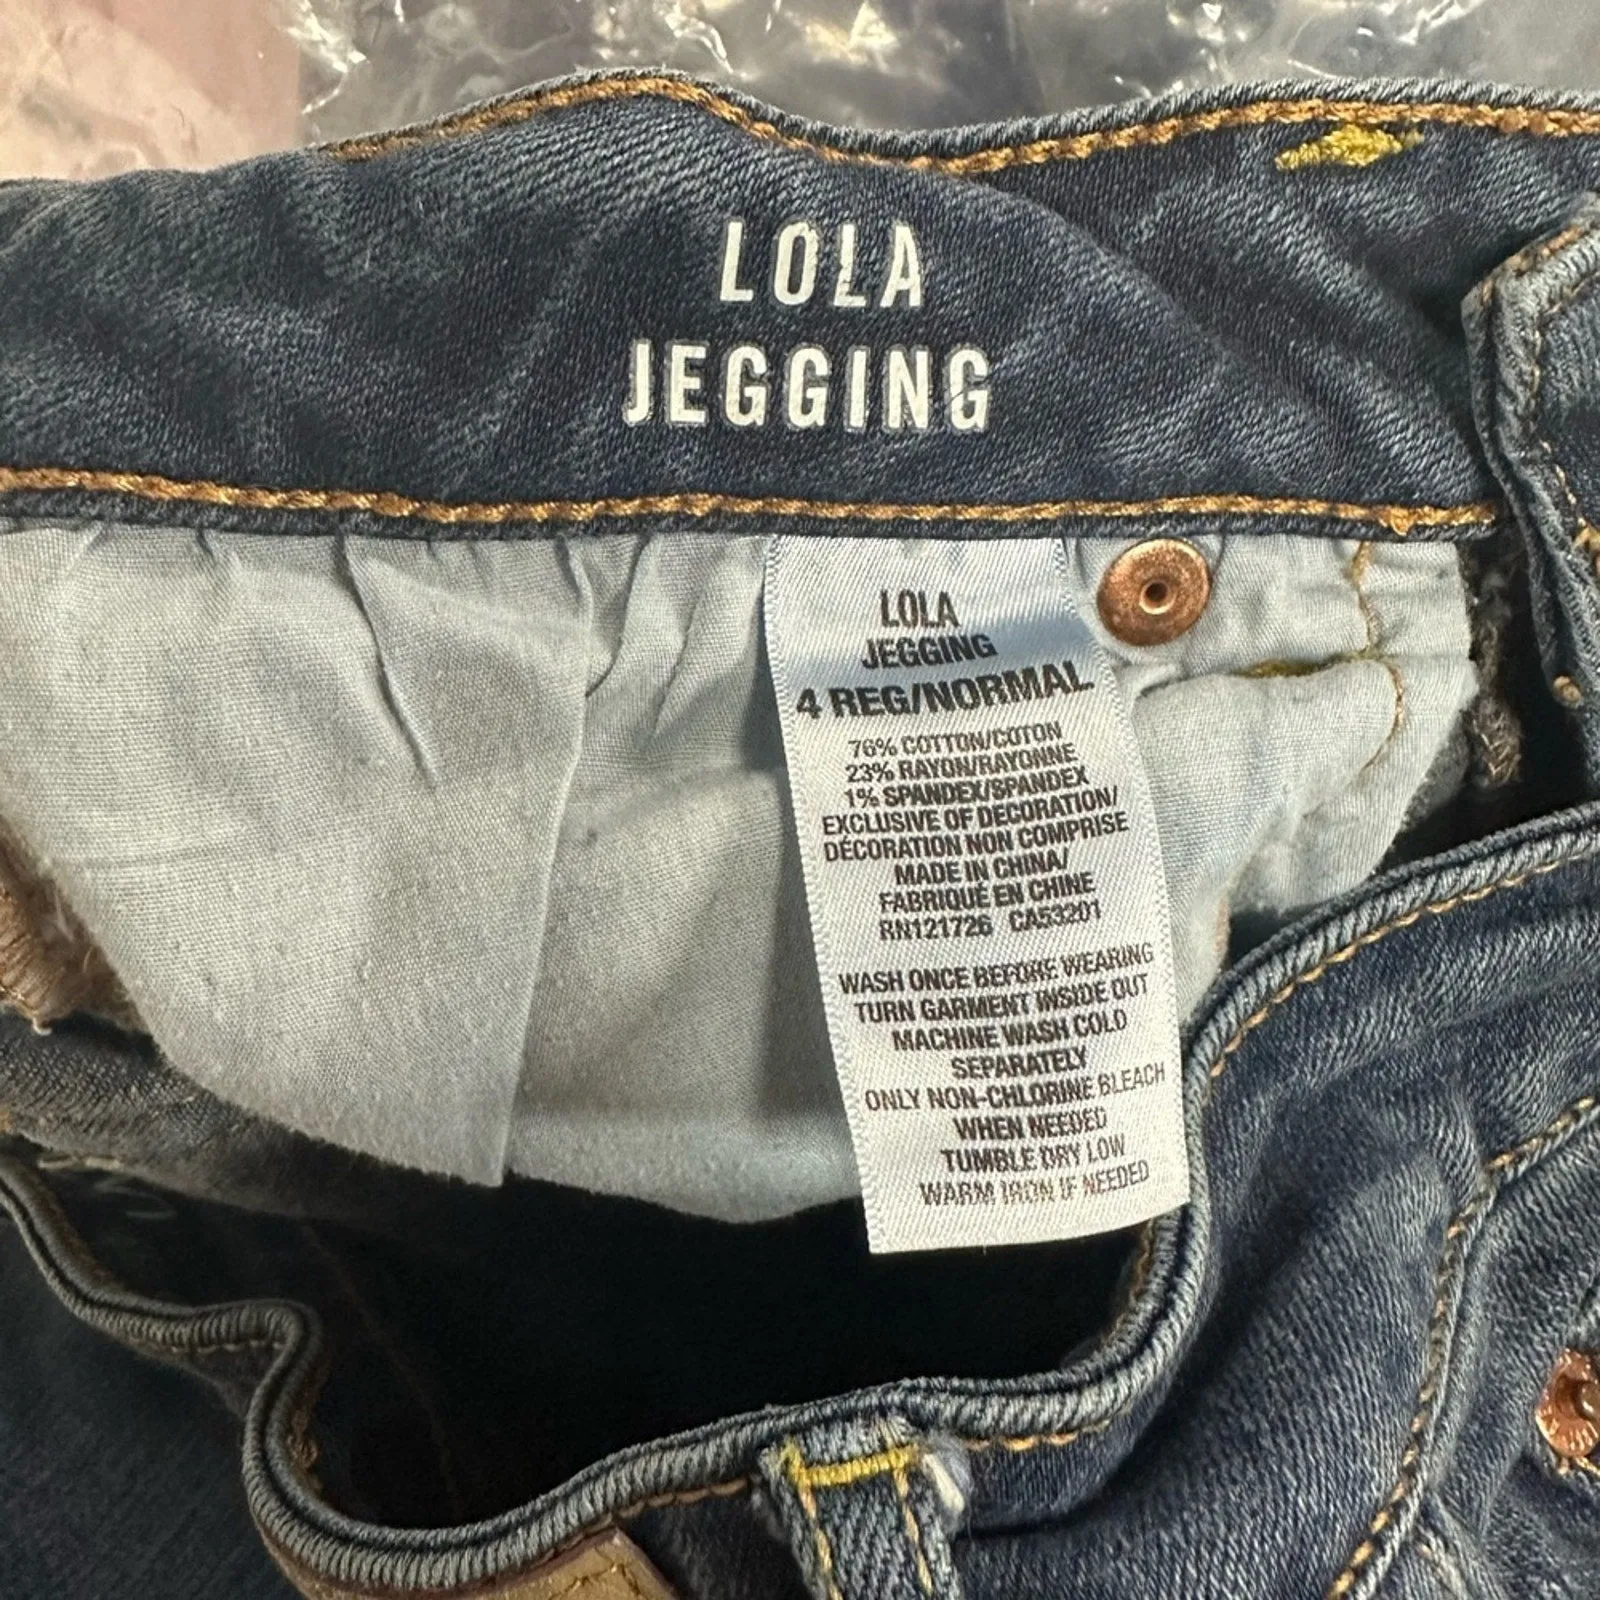 LOLA
JEGGING
LOLA
JEGGING
4 REG/NORMAL
76% COTTON/COTON
23% RAYON/RAYONNE
1% SPANDEX/SPANDEX
EXCLUSIVE OF DECORATION/
DÉCORATION NON COMPRISE
MADE IN CHINA/
FABRIQUÉ EN CHINE
RN121726 CA53201
WASH ONCE BEFORE WEARING
TURN GARMENT INSIDE OUT
MACHINE WASH COLD
SEPARATELY
ONLY NON-CHLORINE BLEACH
WHEN NEEDED
TUMBLE DRY LOW
WARM IRON IF NEEDED